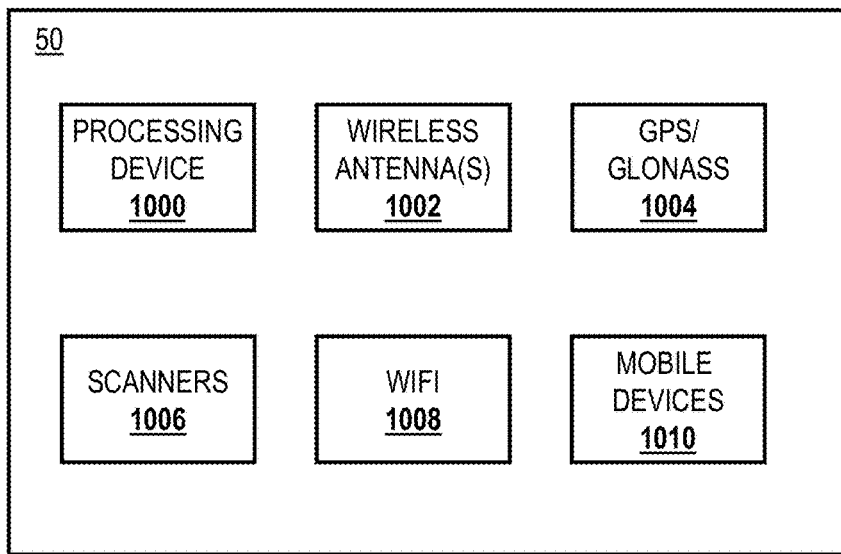 50
PROCESSING
DEVICE
1000
WIRELESS
ANTENNA(S)
1002
GPS/
GLONASS
1004
SCANNERS
1006
WIFI
1008
MOBILE
DEVICES
1010